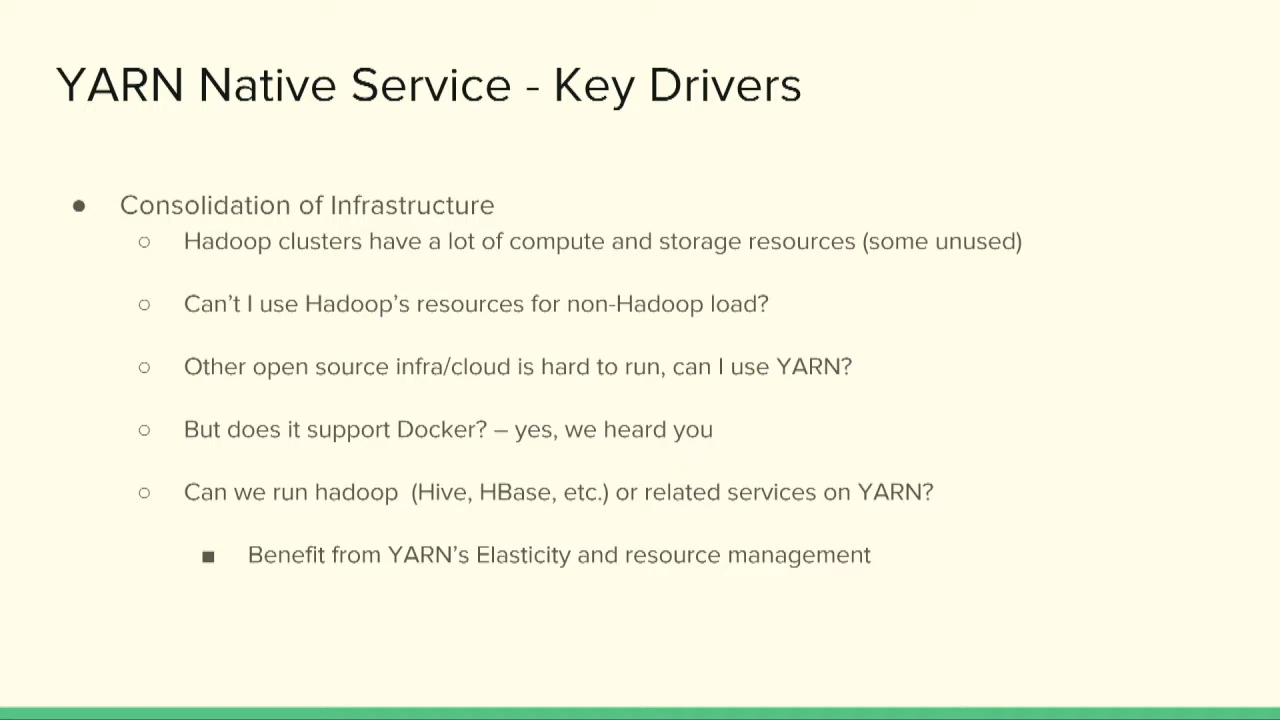 YARN Native Service - Key Drivers
● Consolidation of Infrastructure
○ Hadoop clusters have a lot of compute and storage resources (some unused)
○ Can’t I use Hadoop’s resources for non-Hadoop load?
○ Other open source infra/cloud is hard to run, can I use YARN?
○ But does it support Docker? – yes, we heard you
○ Can we run hadoop  (Hive, HBase, etc.) or related services on YARN?
■ Benefit from YARN’s Elasticity and resource management